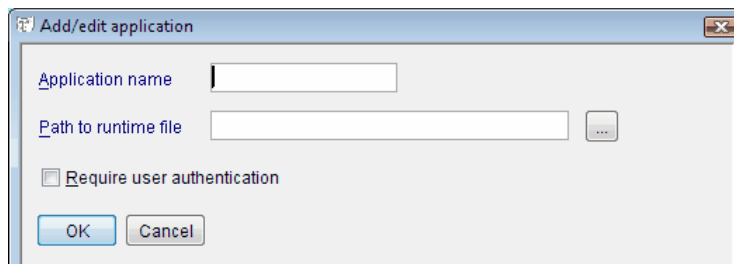 Add/edit application
Application name
Path to runtime file ...
Require user authentication
OK Cancel